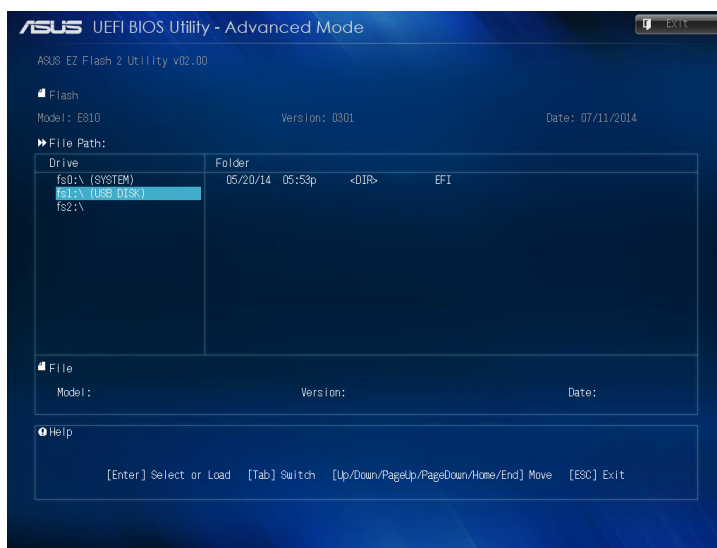 ASUS UEFI BIOS Utility - Advanced Mode
Exit
ASUS EZ Flash 2 Utility v02.00
Flash
Model: E810 Version: 0301 Date: 07/11/2014
File Path:
Drive Folder
fs0:\ (SYSTEM) 05/20/14 05:53p <DIR> EFI
fs1:\ (USB DISK)
fs2:\
File
Model: Version: Date:
Help
[Enter] Select or Load [Tab] Switch [Up/Down/PageUp/PageDown/Home/End] Move [ESC] Exit